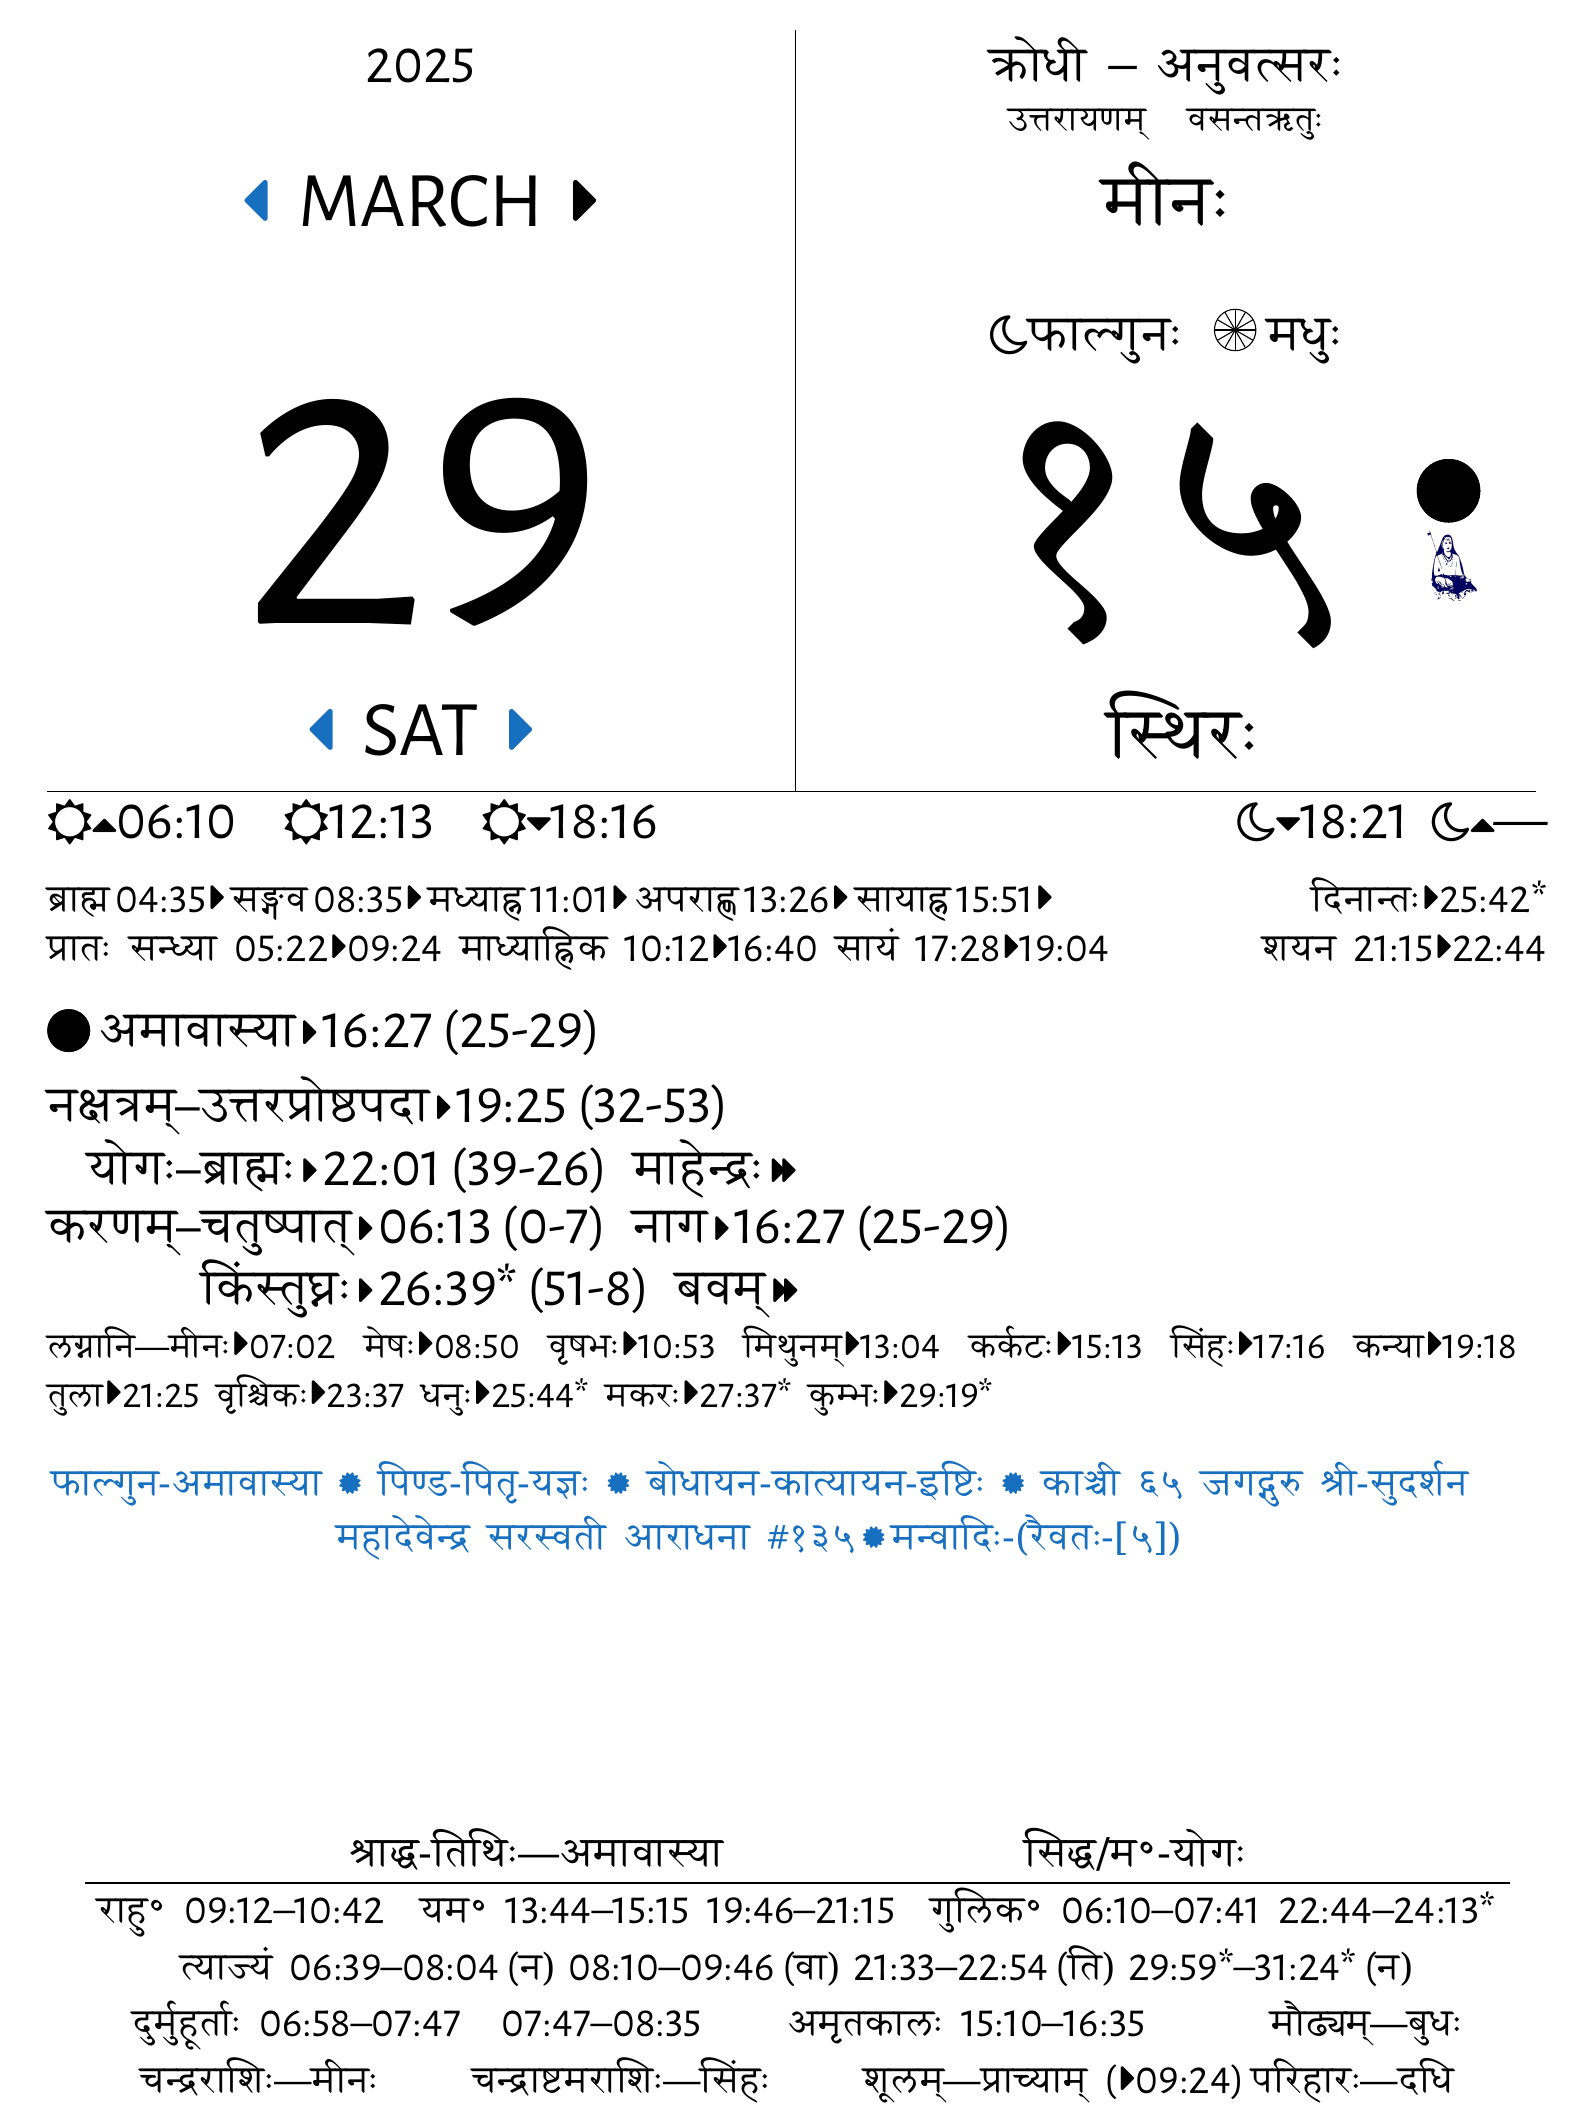 2025
MARCH
29
SAT
क्रोधी – अनुवत्सरः
उत्तरायणम् वसन्तऋतुः
मीनः
फाल्गुनः मधुः
१५
स्थिरः
06:10 12:13 18:16 18:21 —
ब्राह्म 04:35 सङ्गव 08:35 मध्याह्न 11:01 अपराह्ण 13:26 सायाह्न 15:51 दिनान्तः 25:42*
प्रातः सन्ध्या 05:22 09:24 माध्याह्निक 10:12 16:40 सायं 17:28 19:04 शयन 21:15 22:44
अमावास्या 16:27 (25-29)
नक्षत्रम्–उत्तरप्रोष्ठपदा 19:25 (32-53)
योगः–ब्राह्मः 22:01 (39-26) माहेन्द्रः
करणम्–चतुष्पात् 06:13 (0-7) नाग 16:27 (25-29)
किंस्तुघ्नः 26:39* (51-8) बवम्
लग्नानि—मीनः 07:02 मेषः 08:50 वृषभः 10:53 मिथुनम् 13:04 कर्कटः 15:13 सिंहः 17:16 कन्या 19:18
तुला 21:25 वृश्चिकः 23:37 धनुः 25:44* मकरः 27:37* कुम्भः 29:19*
फाल्गुन-अमावास्या ✹ पिण्ड-पितृ-यज्ञः ✹ बोधायन-कात्यायन-इष्टिः ✹ काञ्ची ६५ जगद्गुरु श्री-सुदर्शन
महादेवेन्द्र सरस्वती आराधना #१३५ ✹ मन्वादिः-(रैवतः-[५])
श्राद्ध-तिथिः—अमावास्या सिद्ध/म॰-योगः
राहु॰ 09:12–10:42 यम॰ 13:44–15:15 19:46–21:15 गुलिक॰ 06:10–07:41 22:44–24:13*
त्याज्यं 06:39–08:04 (न) 08:10–09:46 (वा) 21:33–22:54 (ति) 29:59*–31:24* (न)
दुर्मुहूर्ताः 06:58–07:47 07:47–08:35 अमृतकालः 15:10–16:35 मौढ्यम्—बुधः
चन्द्रराशिः—मीनः चन्द्राष्टमराशिः—सिंहः शूलम्—प्राच्याम् (09:24) परिहारः—दधि